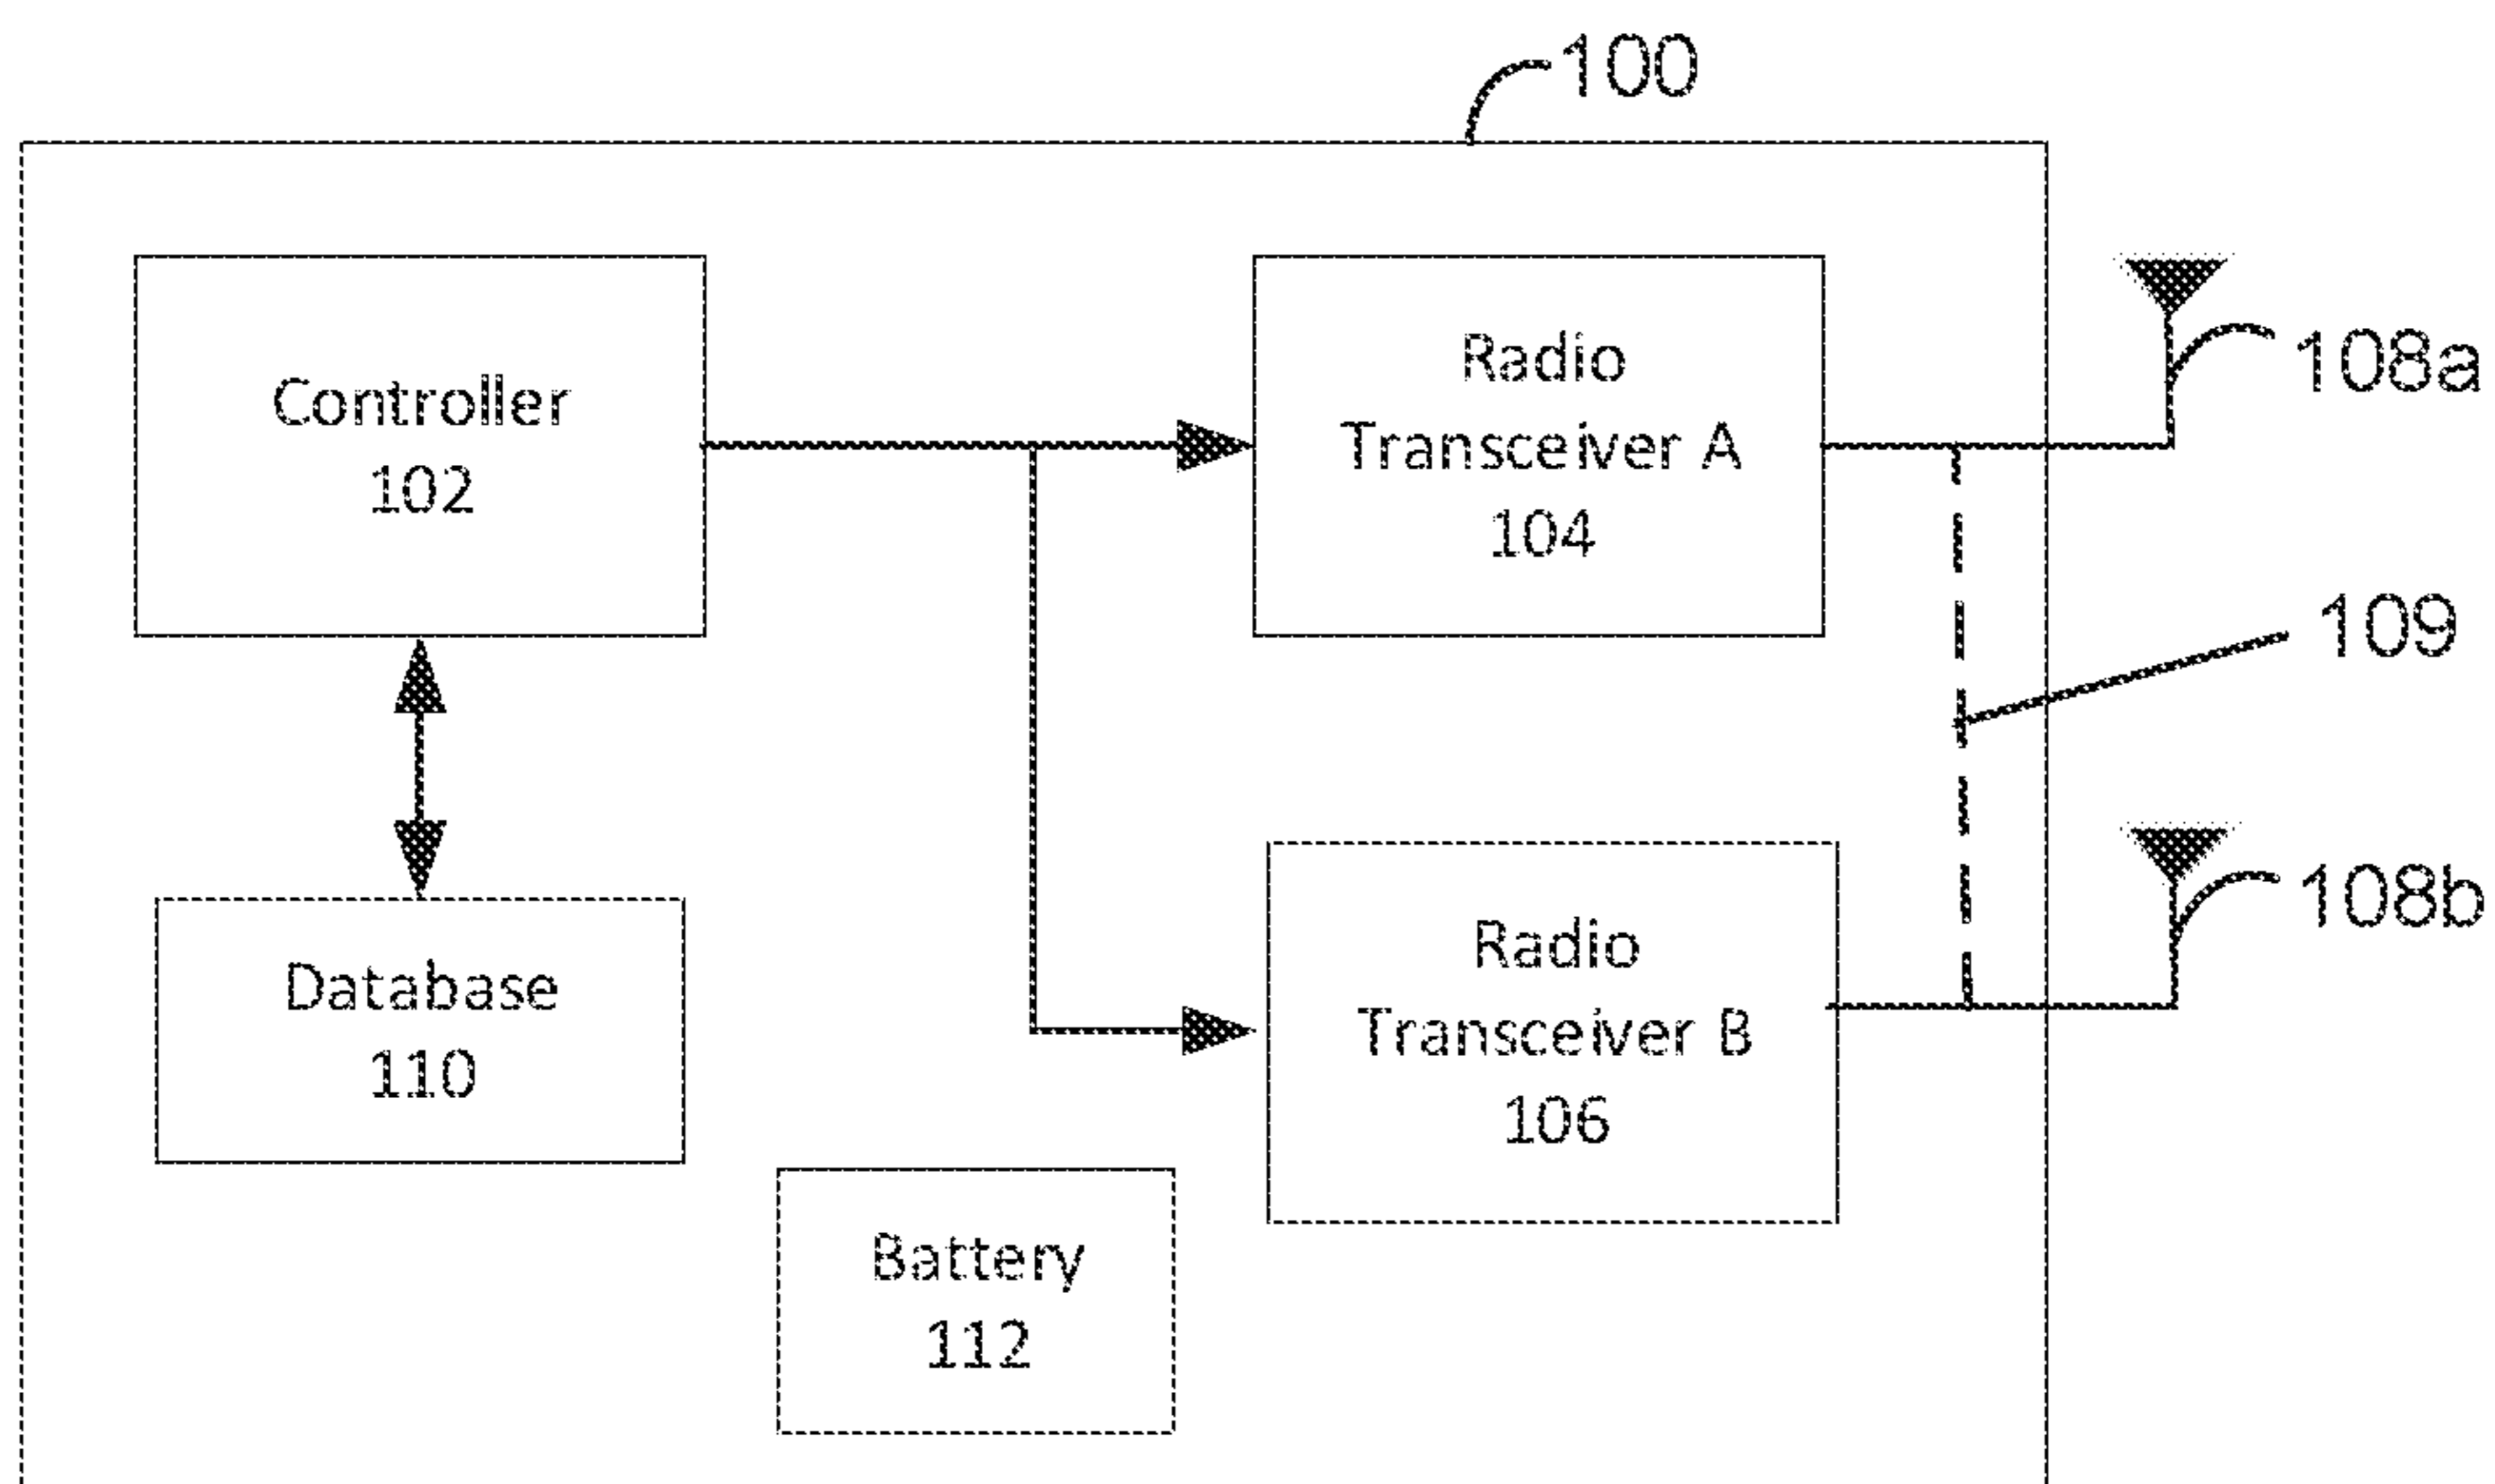 100
Controller
102
Radio
Transceiver A
104
108a
109
Database
110
Radio
Transceiver B
106
108b
Battery
112